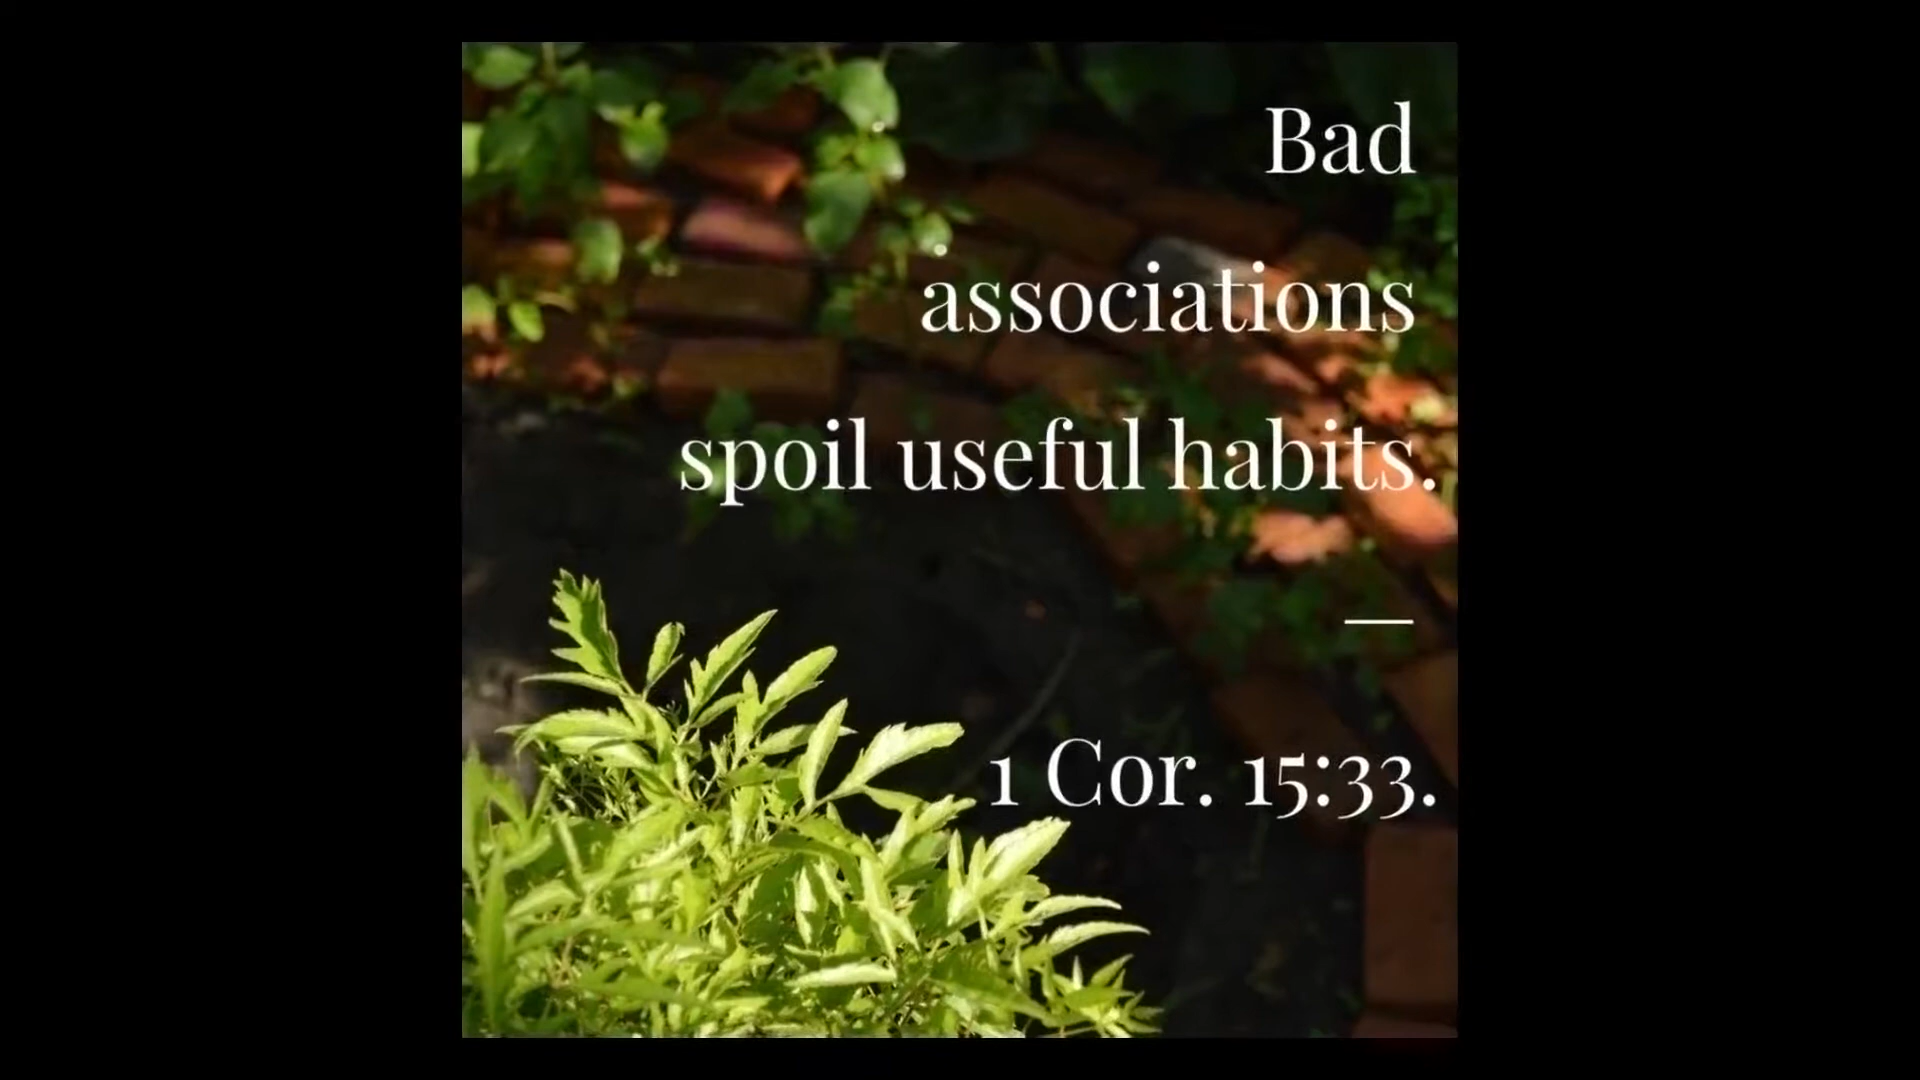 Bad
associations
spoil useful habits.
—
1 Cor. 15:33.